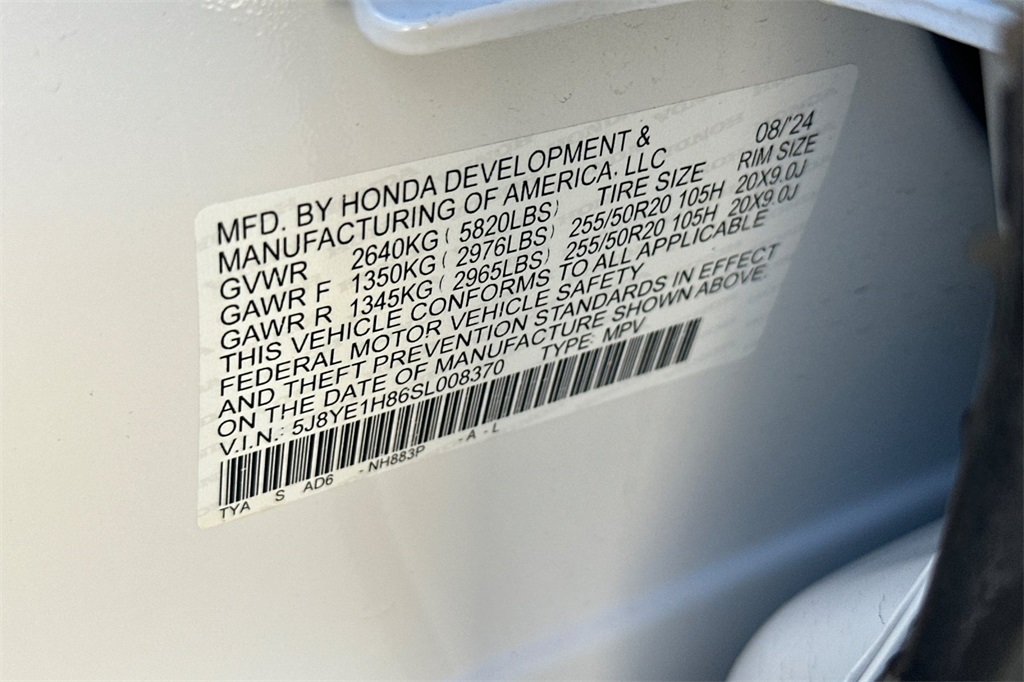 MFD. BY HONDA DEVELOPMENT & 08/'24
MANUFACTURING OF AMERICA. LLC RIM SIZE
GVWR 2640KG ( 5820LBS) TIRE SIZE
GAWR F 1350KG ( 2976LBS) 255/50R20 105H 20X9.0J
GAWR R 1345KG ( 2965LBS) 255/50R20 105H 20X9.0J
THIS VEHICLE CONFORMS TO ALL APPLICABLE
FEDERAL MOTOR VEHICLE SAFETY
AND THEFT PREVENTION STANDARDS IN EFFECT
ON THE DATE OF MANUFACTURE SHOWN ABOVE.
V.I.N.: 5J8YE1H86SL008370 TYPE: MPV
TYA S AD6 - NH883P - A - L